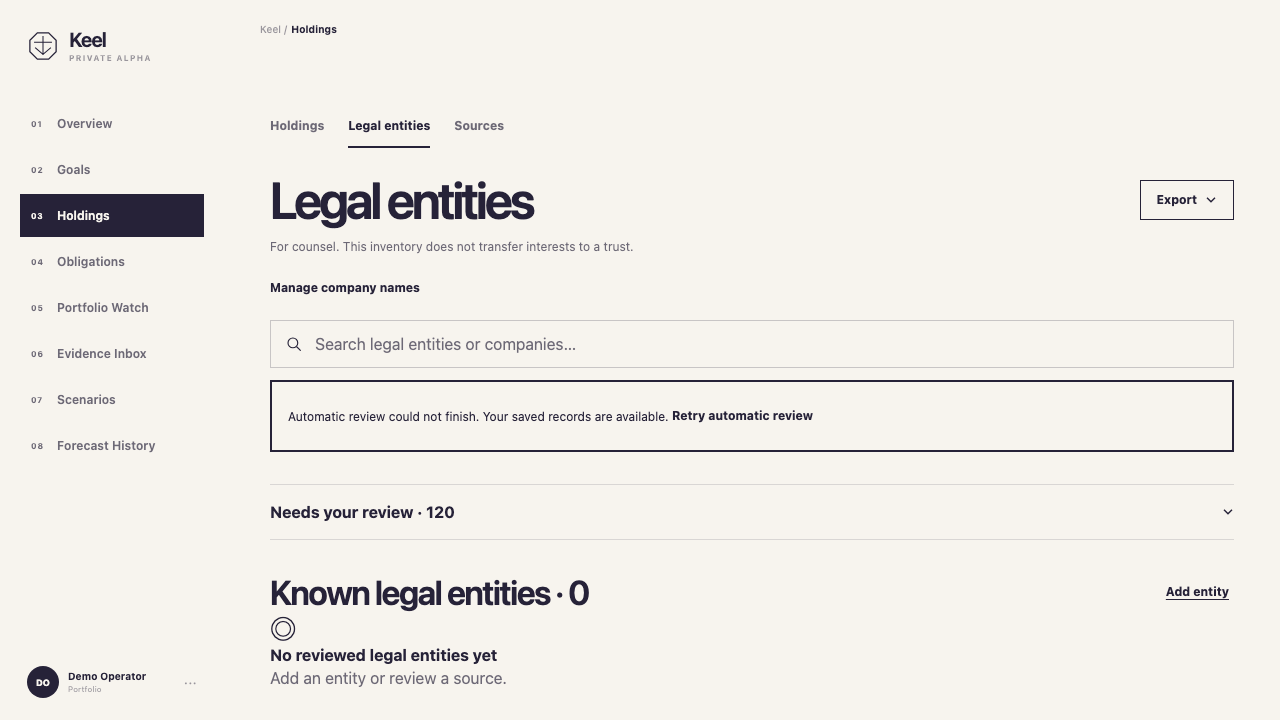 Keel
PRIVATE ALPHA
Keel / Holdings
01 Overview
02 Goals
03 Holdings
04 Obligations
05 Portfolio Watch
06 Evidence Inbox
07 Scenarios
08 Forecast History
DO
Demo Operator
Portfolio
...
Holdings Legal entities Sources
Legal entities
Export
For counsel. This inventory does not transfer interests to a trust.
Manage company names
Search legal entities or companies...
Automatic review could not finish. Your saved records are available. Retry automatic review
Needs your review · 120
Known legal entities · 0
Add entity
No reviewed legal entities yet
Add an entity or review a source.